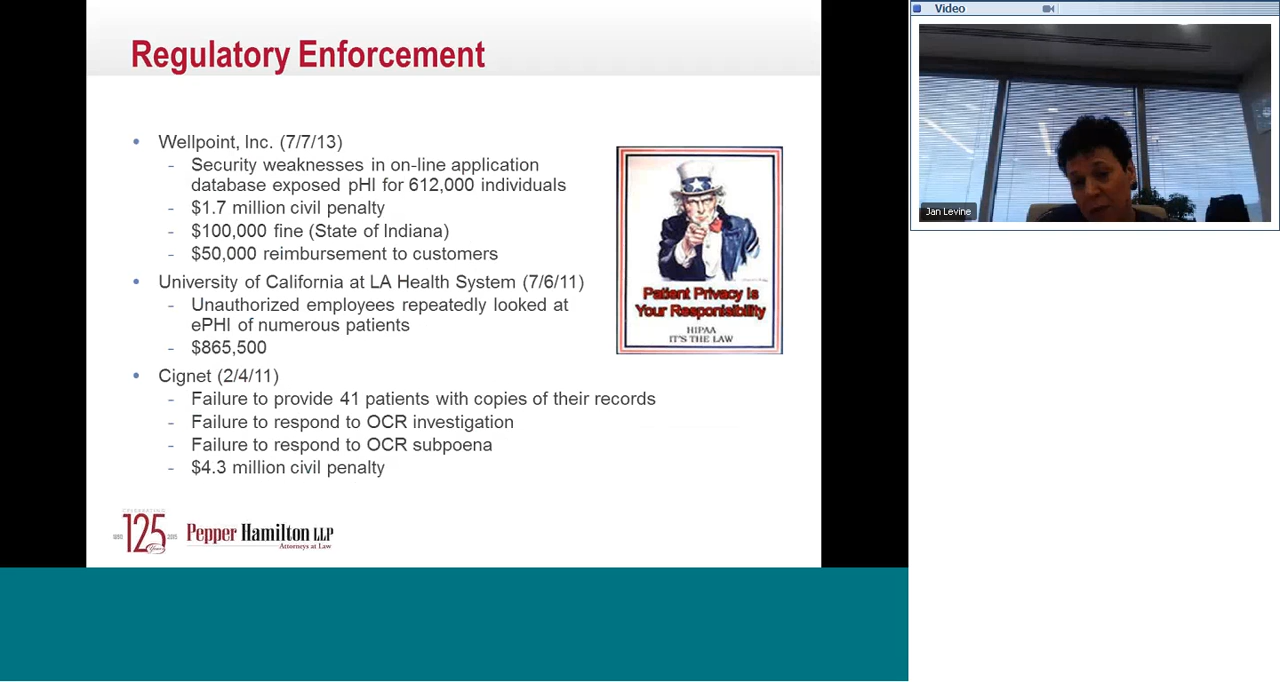 Regulatory Enforcement
• Wellpoint, Inc. (7/7/13)
- Security weaknesses in on-line application
database exposed pHI for 612,000 individuals
- $1.7 million civil penalty
- $100,000 fine (State of Indiana)
- $50,000 reimbursement to customers
• University of California at LA Health System (7/6/11)
- Unauthorized employees repeatedly looked at
ePHI of numerous patients
- $865,500
• Cignet (2/4/11)
- Failure to provide 41 patients with copies of their records
- Failure to respond to OCR investigation
- Failure to respond to OCR subpoena
- $4.3 million civil penalty
Patient Privacy Is
Your Responisibility
HIPAA
IT'S THE LAW
CELEBRATING
125
Years
Pepper Hamilton LLP
Attorneys at Law
Video
Jan Levine